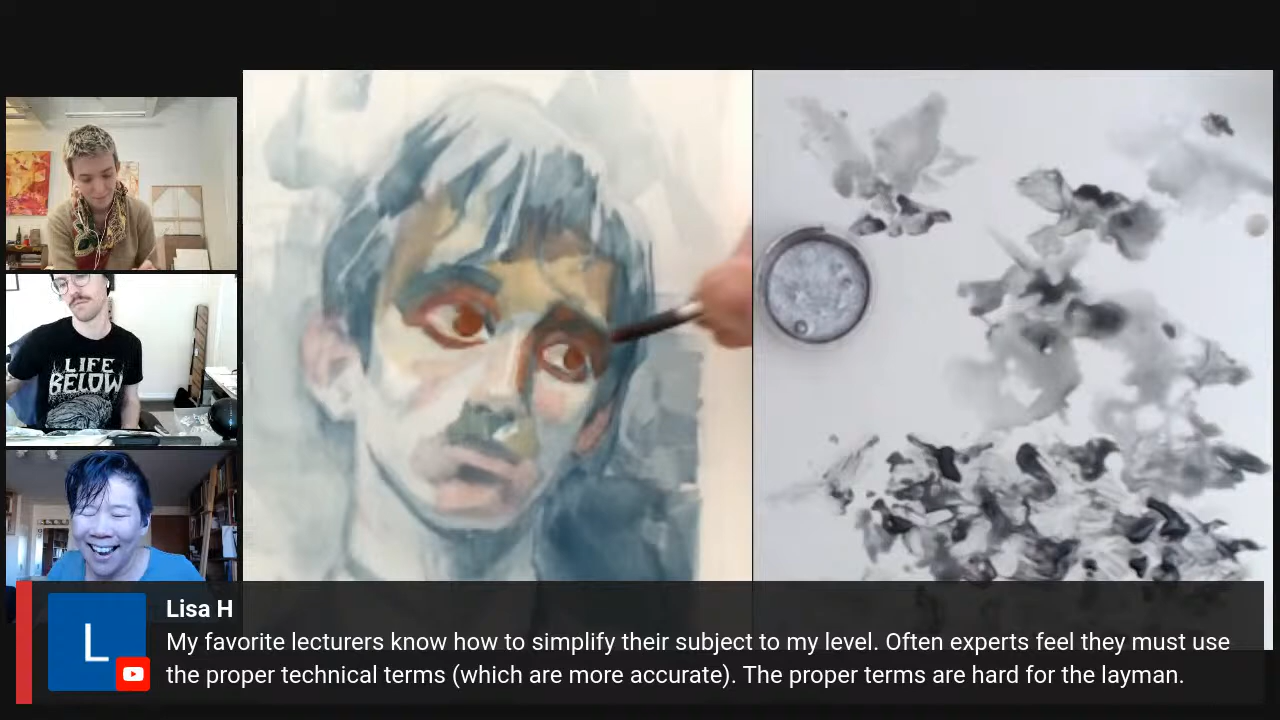 LIFE
BELOW
L
Lisa H
My favorite lecturers know how to simplify their subject to my level. Often experts feel they must use
the proper technical terms (which are more accurate). The proper terms are hard for the layman.